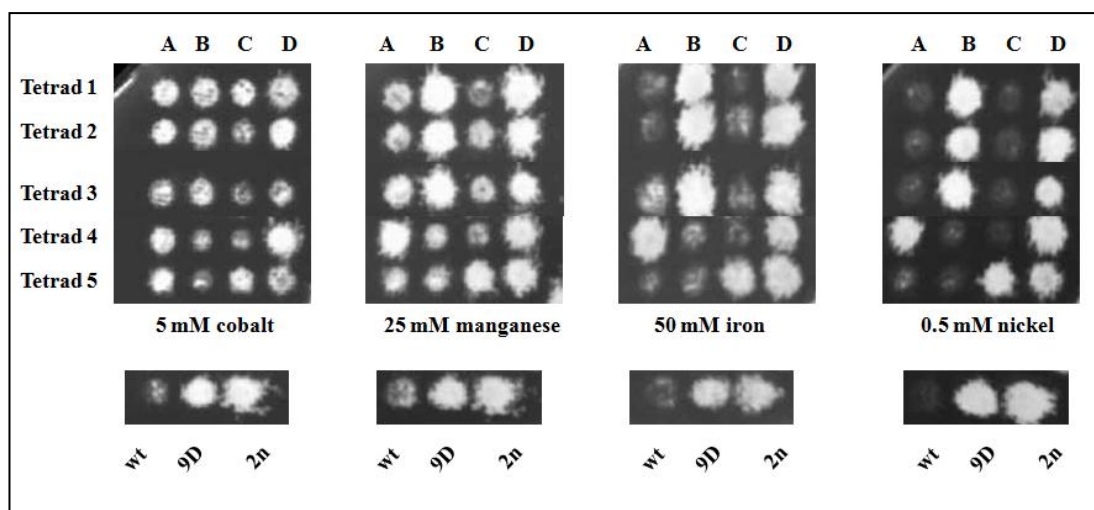 A B C D A B C D A B C D A B C D
Tetrad 1
Tetrad 2
Tetrad 3
Tetrad 4
Tetrad 5
5 mM cobalt 25 mM manganese 50 mM iron 0.5 mM nickel
wt 9D 2n wt 9D 2n wt 9D 2n wt 9D 2n